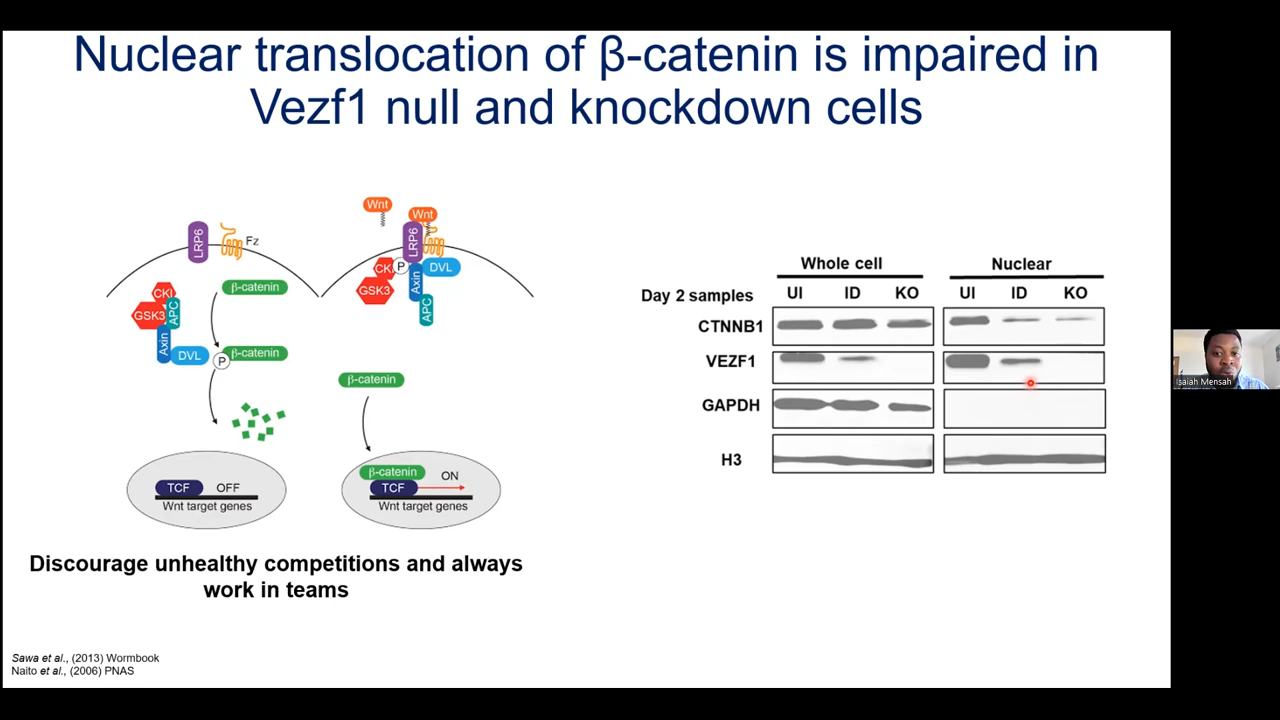 Nuclear translocation of β-catenin is impaired in
Vezf1 null and knockdown cells
LRP6
Fz
β-catenin
CKI
GSK3
APC
Axin
DVL
P
β-catenin
TCF
OFF
Wnt target genes
Wnt
Wnt
LRP6
CKI
P
DVL
GSK3
Axin
APC
β-catenin
β-catenin
TCF
ON
Wnt target genes
Discourage unhealthy competitions and always
work in teams
Sawa et al., (2013) Wormbook
Naito et al., (2006) PNAS
Whole cell
Nuclear
Day 2 samples
UI ID KO
UI ID KO
CTNNB1
VEZF1
GAPDH
H3
Isaiah Mensah